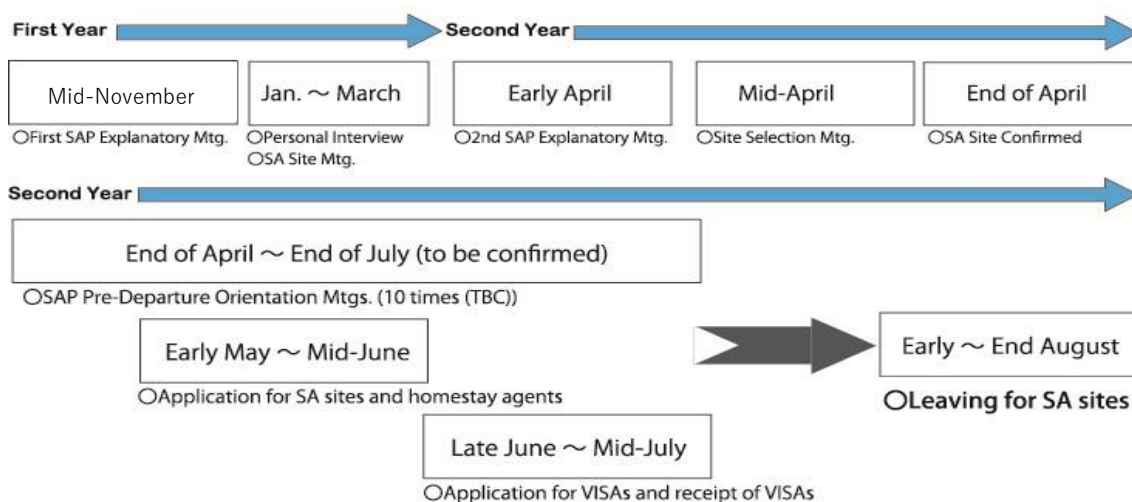 First Year
Second Year
Mid-November
Jan. ～ March
Early April
Mid-April
End of April
○First SAP Explanatory Mtg.
○Personal Interview
○SA Site Mtg.
○2nd SAP Explanatory Mtg.
○Site Selection Mtg.
○SA Site Confirmed
Second Year
End of April ～ End of July (to be confirmed)
○SAP Pre-Departure Orientation Mtgs. (10 times (TBC))
Early May ～ Mid-June
○Application for SA sites and homestay agents
Late June ～ Mid-July
○Application for VISAs and receipt of VISAs
Early ～ End August
○Leaving for SA sites